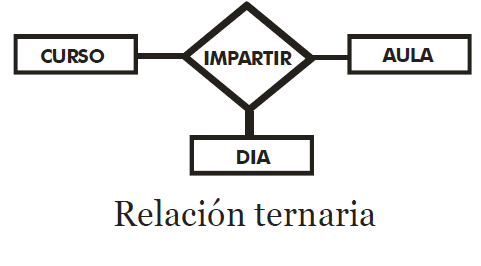 CURSO
IMPARTIR
AULA
DIA
Relación ternaria